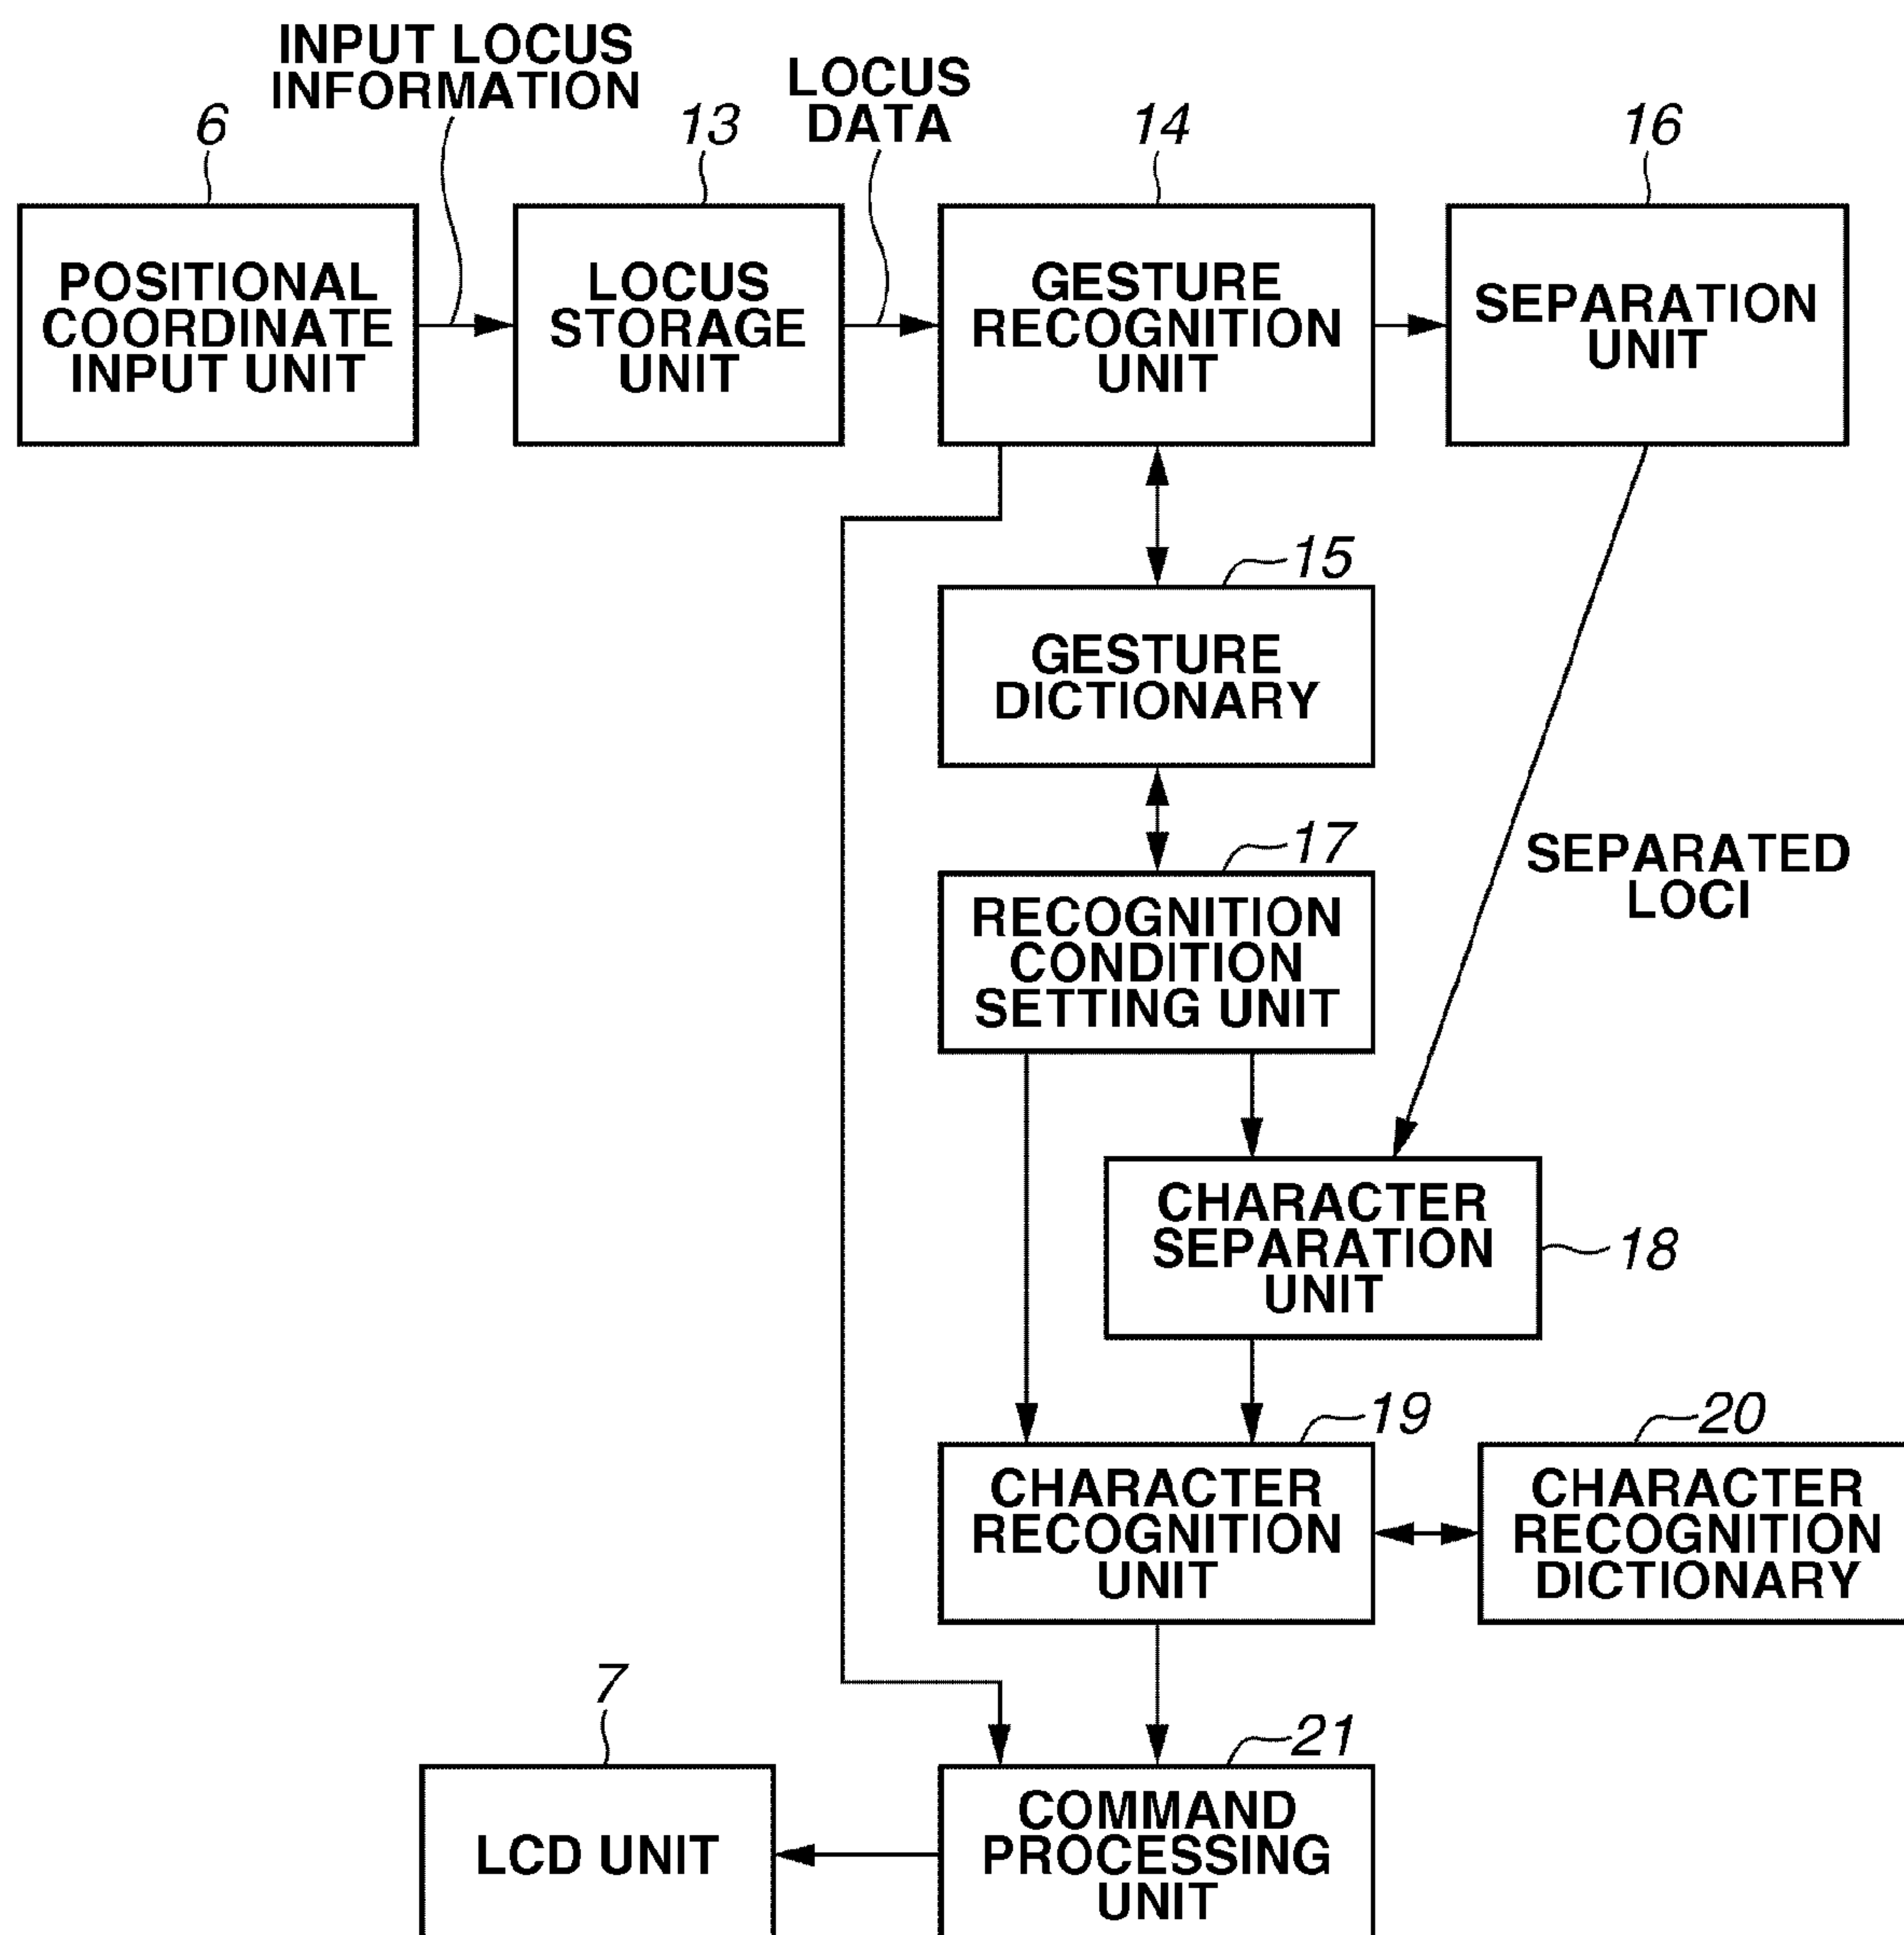 INPUT LOCUS
INFORMATION
LOCUS
DATA
6
13
14
16
POSITIONAL
COORDINATE
INPUT UNIT
LOCUS
STORAGE
UNIT
GESTURE
RECOGNITION
UNIT
SEPARATION
UNIT
15
GESTURE
DICTIONARY
17
RECOGNITION
CONDITION
SETTING UNIT
SEPARATED
LOCI
CHARACTER
SEPARATION
UNIT
18
19
20
CHARACTER
RECOGNITION
UNIT
CHARACTER
RECOGNITION
DICTIONARY
7
21
LCD UNIT
COMMAND
PROCESSING
UNIT